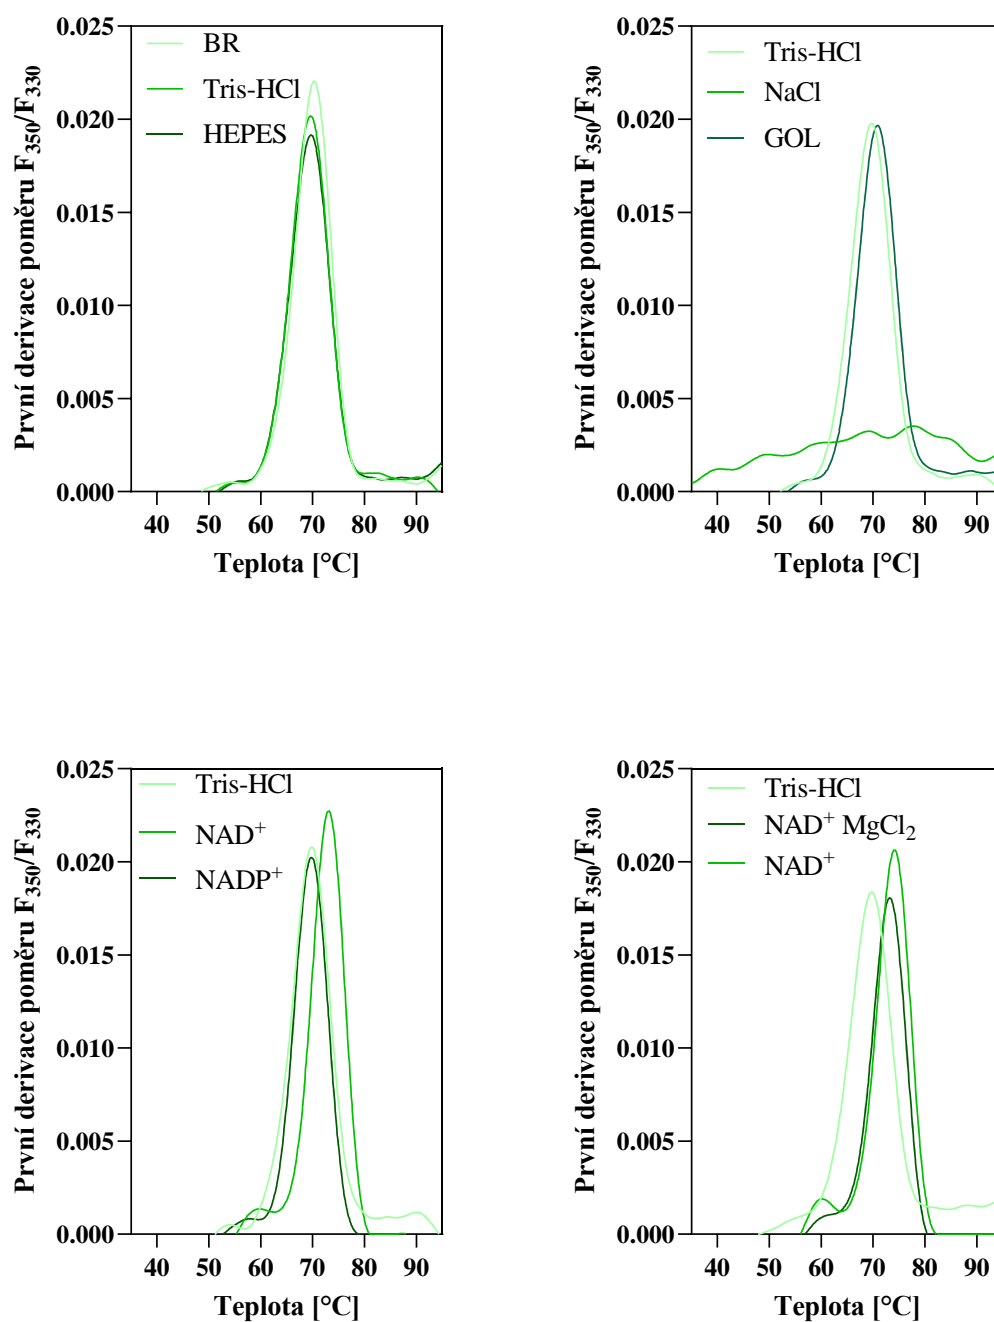 První derivace poměru F350/F330
0.025
0.020
0.015
0.010
0.005
0.000
BR
Tris-HCl
HEPES
40 50 60 70 80 90
Teplota [°C]
První derivace poměru F350/F330
0.025
0.020
0.015
0.010
0.005
0.000
Tris-HCl
NaCl
GOL
40 50 60 70 80 90
Teplota [°C]
První derivace poměru F350/F330
0.025
0.020
0.015
0.010
0.005
0.000
Tris-HCl
NAD+
NADP+
40 50 60 70 80 90
Teplota [°C]
První derivace poměru F350/F330
0.025
0.020
0.015
0.010
0.005
0.000
Tris-HCl
NAD+ MgCl2
NAD+
40 50 60 70 80 90
Teplota [°C]